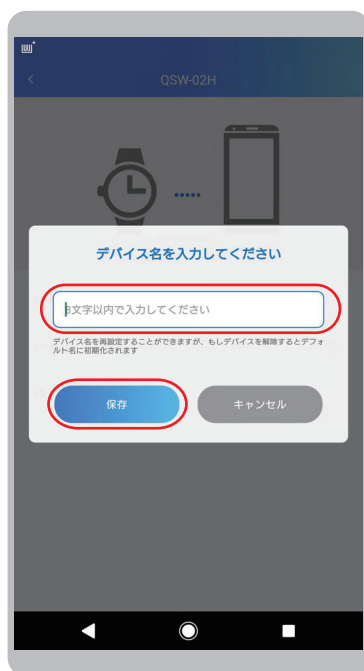 QSW-02H
デバイス名を入力してください
8文字以内で入力してください
デバイス名を再設定することができますが、もしデバイスを解除するとデフォ
ルト名に初期化されます
保存
キャンセル